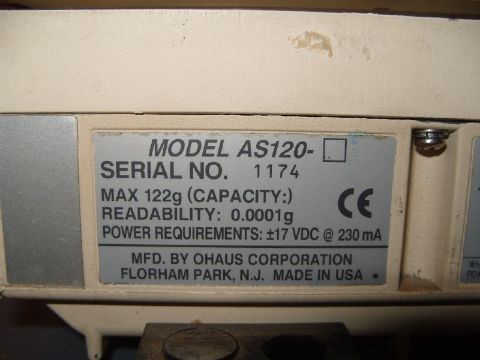 MODEL AS120-
SERIAL NO. 1174
MAX 122g (CAPACITY:)
READABILITY: 0.0001g
POWER REQUIREMENTS: ±17 VDC @ 230 mA
CE
MFD. BY OHAUS CORPORATION
FLORHAM PARK, N.J. MADE IN USA